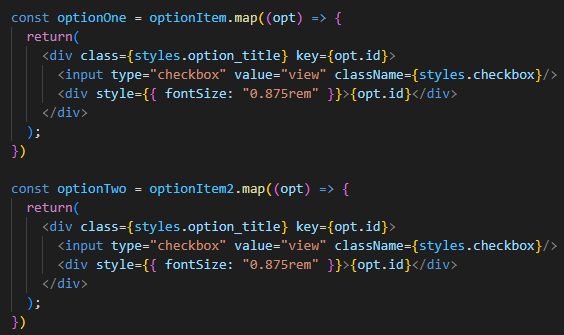 const optionOne = optionItem.map((opt) => {
  return(
    <div class={styles.option_title} key={opt.id}>
      <input type="checkbox" value="view" className={styles.checkbox}/>
      <div style={{ fontSize: "0.875rem" }}>{opt.id}</div>
    </div>
  );
})
const optionTwo = optionItem2.map((opt) => {
  return(
    <div class={styles.option_title} key={opt.id}>
      <input type="checkbox" value="view" className={styles.checkbox}/>
      <div style={{ fontSize: "0.875rem" }}>{opt.id}</div>
    </div>
  );
})